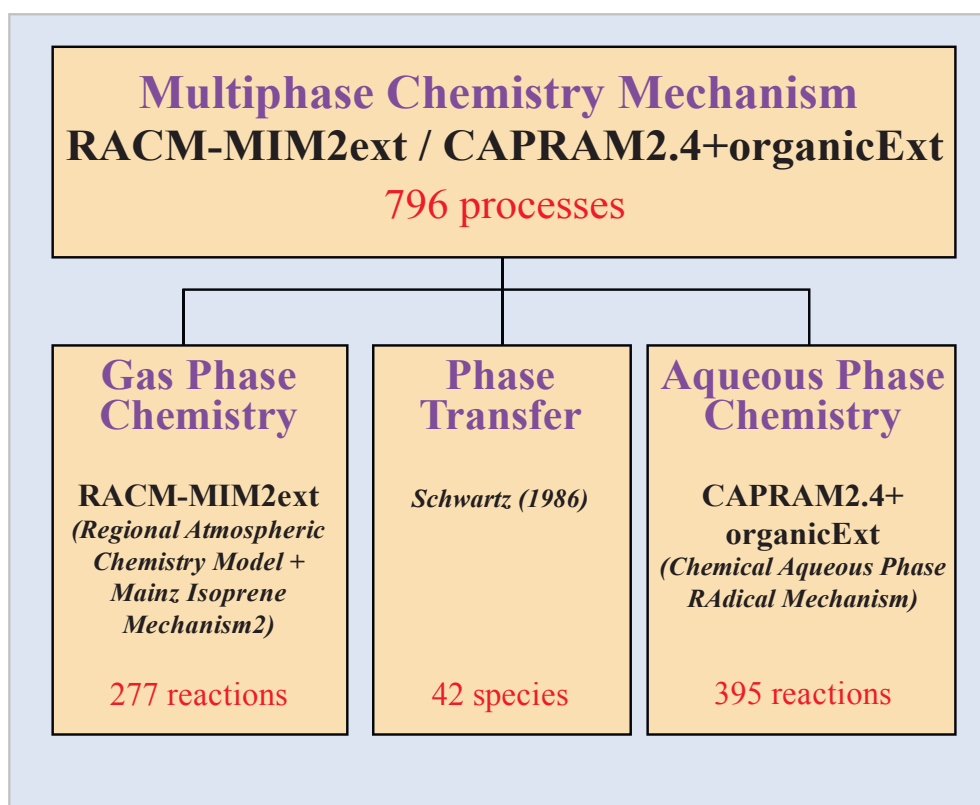 Multiphase Chemistry Mechanism
RACM-MIM2ext / CAPRAM2.4+organicExt
796 processes
Gas Phase
Chemistry
RACM-MIM2ext
(Regional Atmospheric
Chemistry Model +
Mainz Isoprene
Mechanism2)
277 reactions
Phase
Transfer
Schwartz (1986)
42 species
Aqueous Phase
Chemistry
CAPRAM2.4+
organicExt
(Chemical Aqueous Phase
RAdical Mechanism)
395 reactions